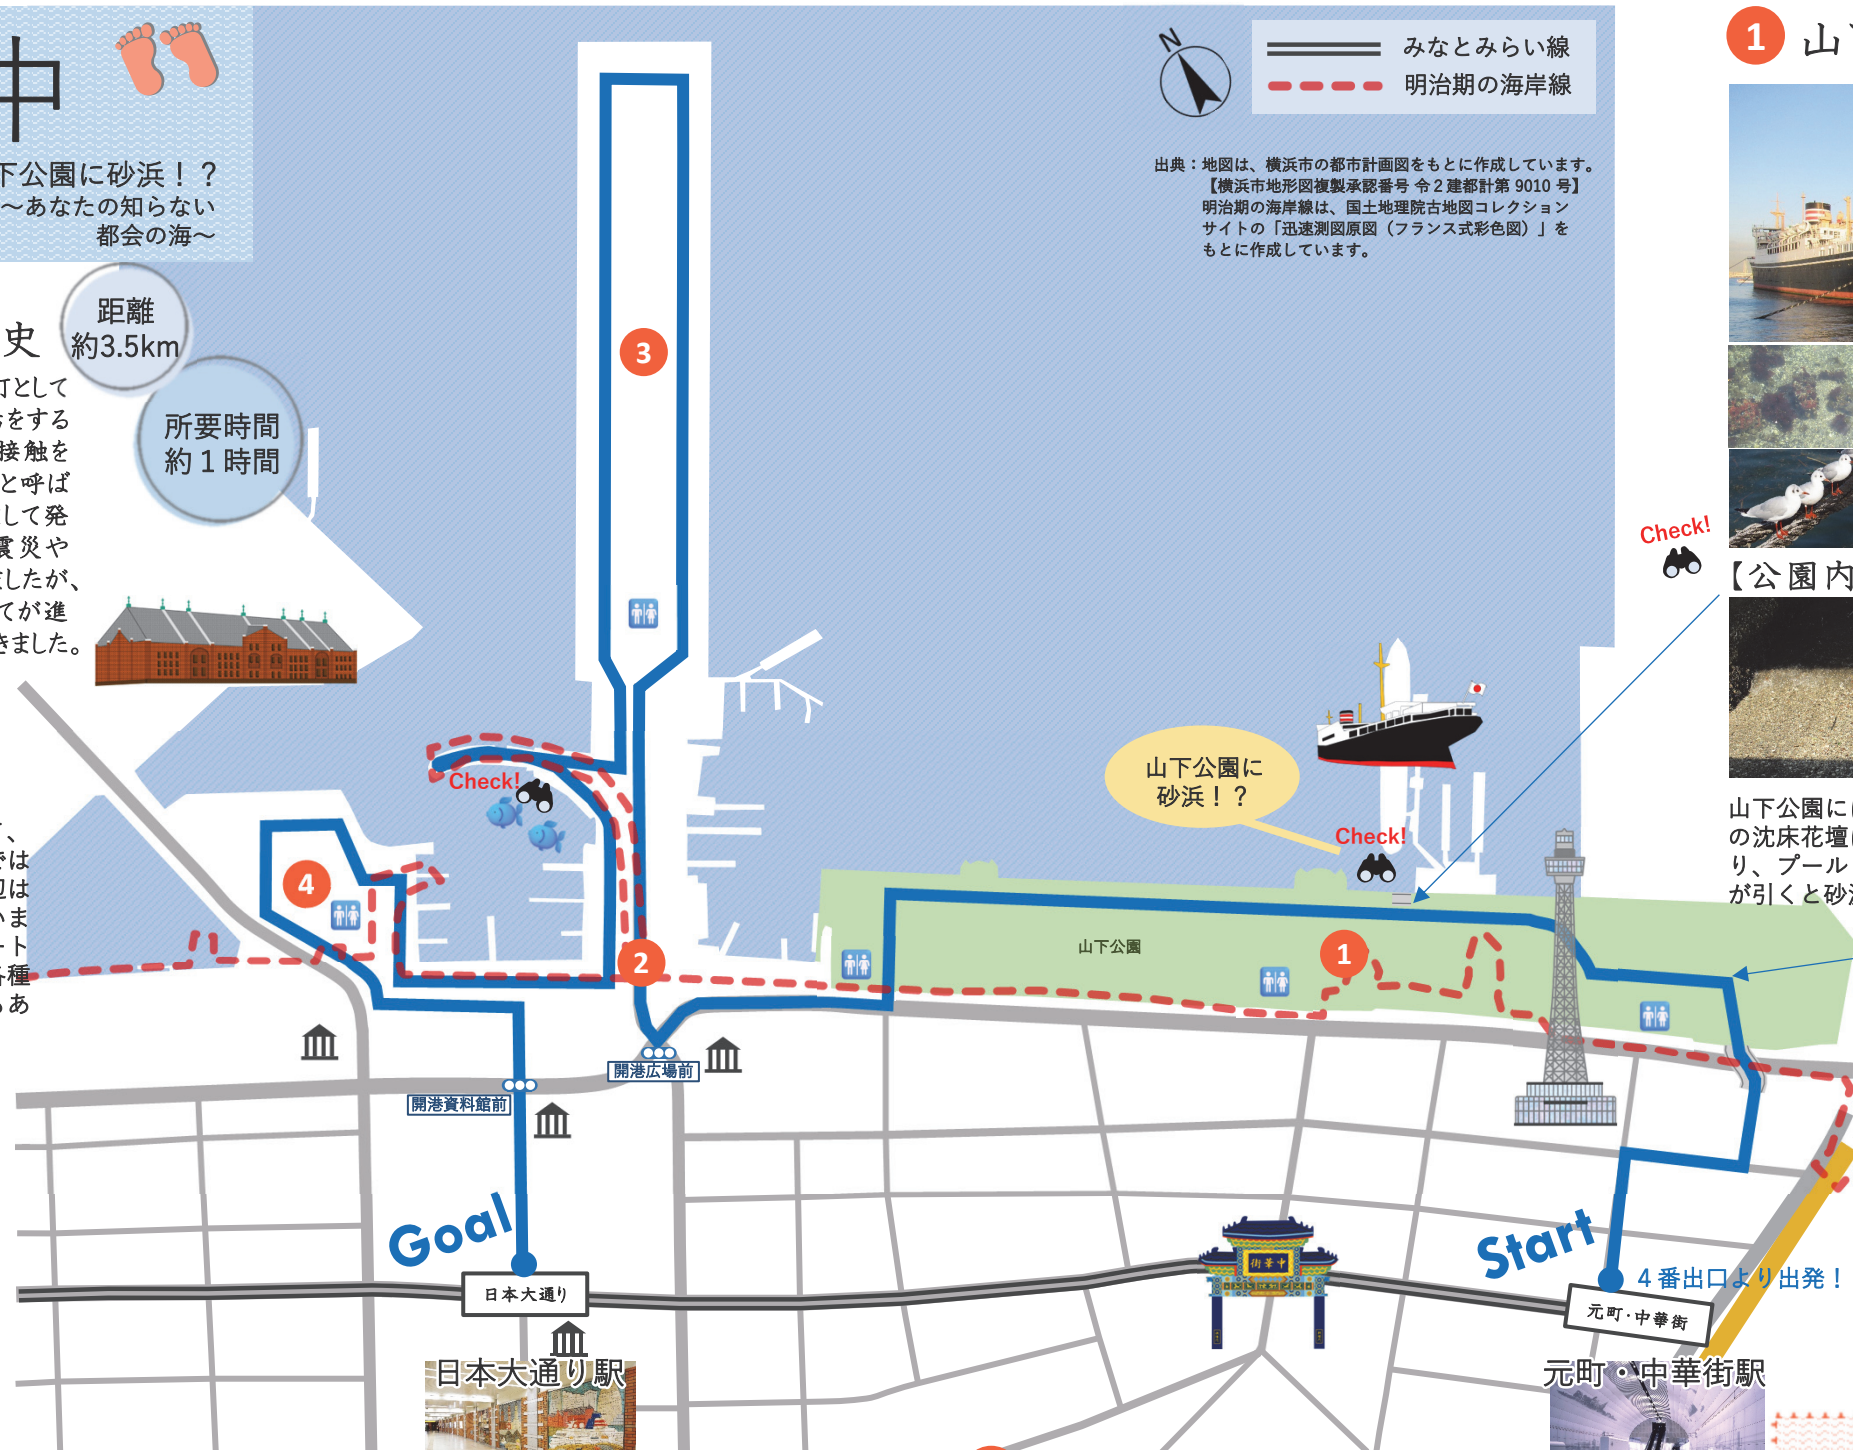 中
下公園に砂浜！？
～あなたの知らない
都会の海～
距離
約3.5km
所要時間
約１時間
史
町として
をする
接触を
と呼ば
して発
震災や
したが、
てが進
きました。
、
では
辺は
いま
ート
各種
もあ
N
みなとみらい線
明治期の海岸線
出典：地図は、横浜市の都市計画図をもとに作成しています。
【横浜市地形図複製承認番号 令２建都計第 9010 号】
明治期の海岸線は、国土地理院古地図コレクション
サイトの「迅速測図原図（フランス式彩色図）」を
もとに作成しています。
1 山下
Check!
【公園内
山下公園には
の沈床花壇に
り、プール
が引くと砂浜
3
Check!
4
2
山下公園に
砂浜！？
Check!
山下公園
1
開港広場前
開港資料館前
Goal
日本大通り
日本大通り駅
中華街
Start
４番出口より出発！
元町・中華街
元町・中華街駅